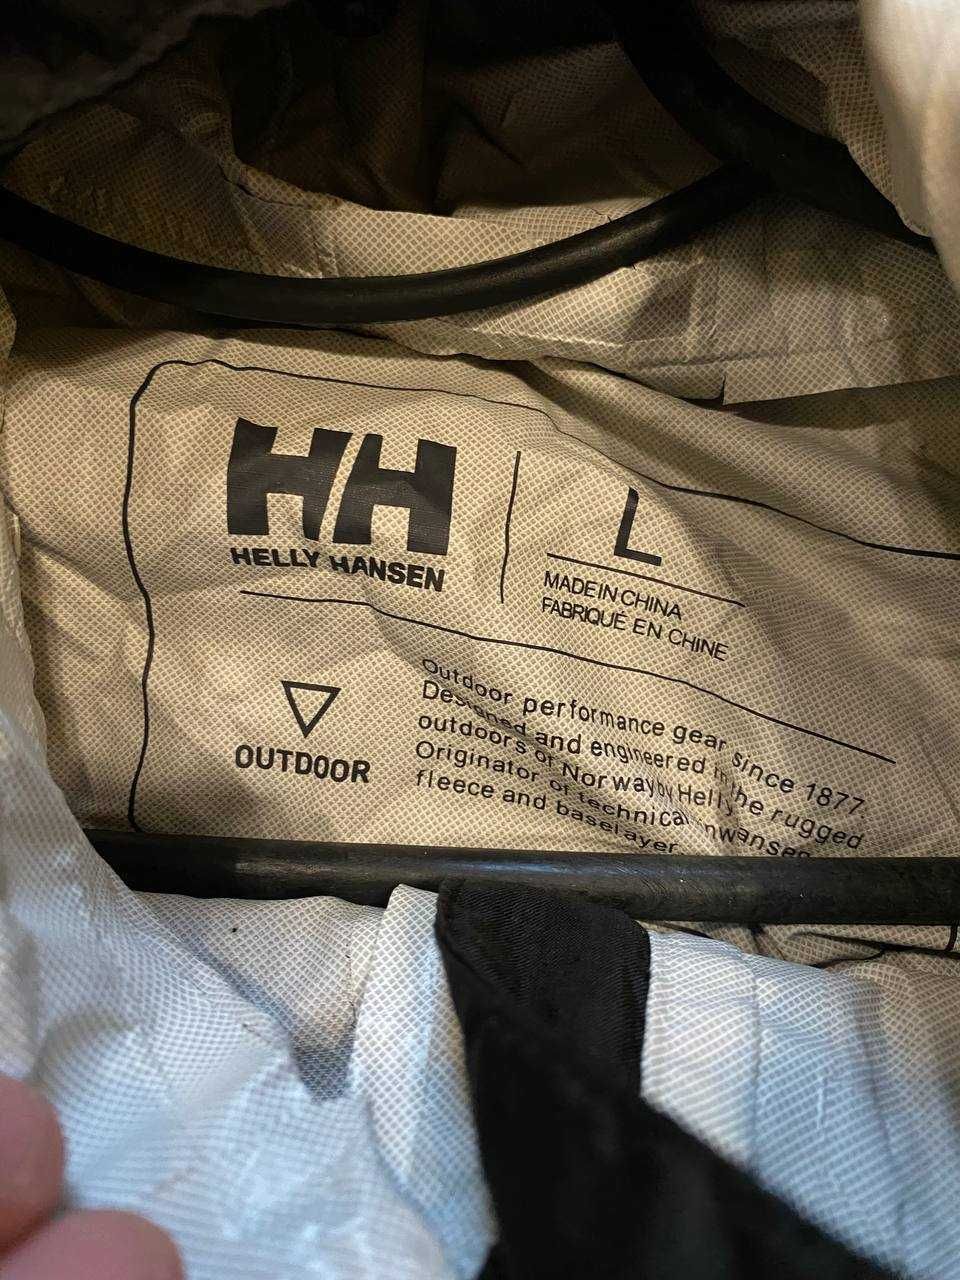 HH
HELLY HANSEN
L
MADE IN CHINA
FABRIQUÉ EN CHINE
OUTDOOR
Outdoor performance gear since 1877.
Designed and engineered in the rugged
outdoors of Norway by Helly Hansen
Originator of technical
fleece and baselayer.